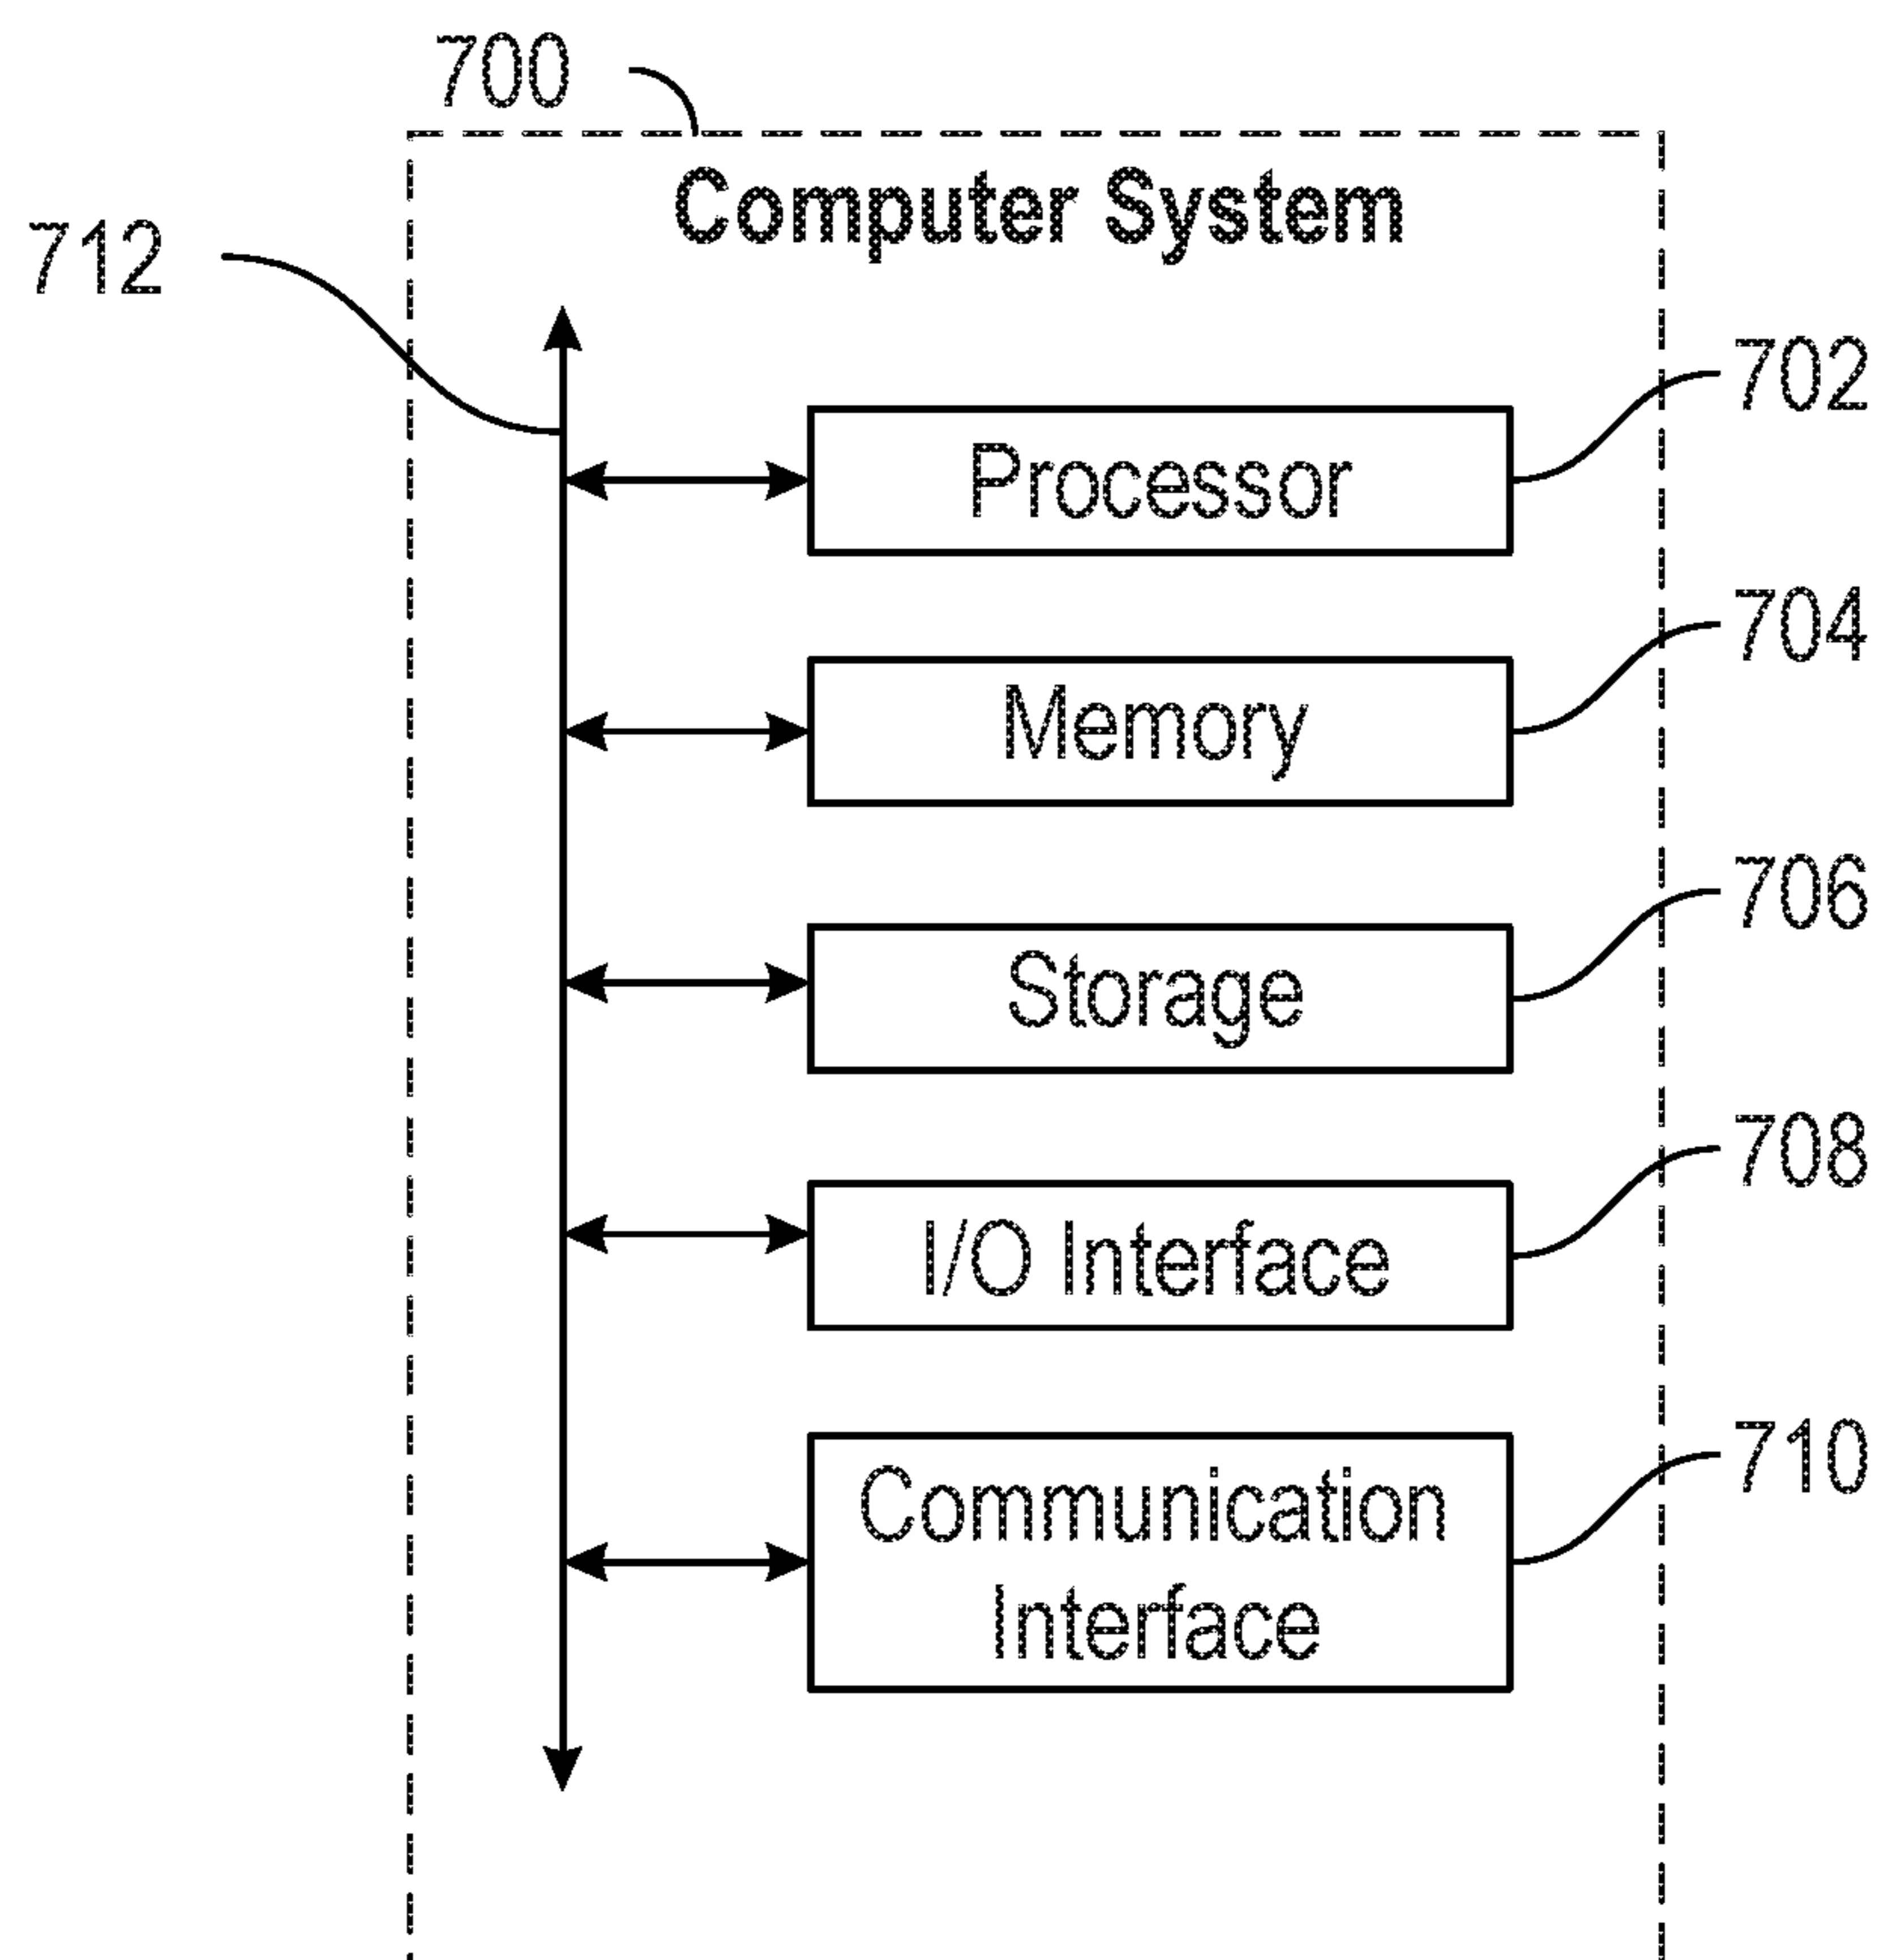 700
Computer System
712
702
Processor
704
Memory
706
Storage
708
I/O Interface
710
Communication
Interface